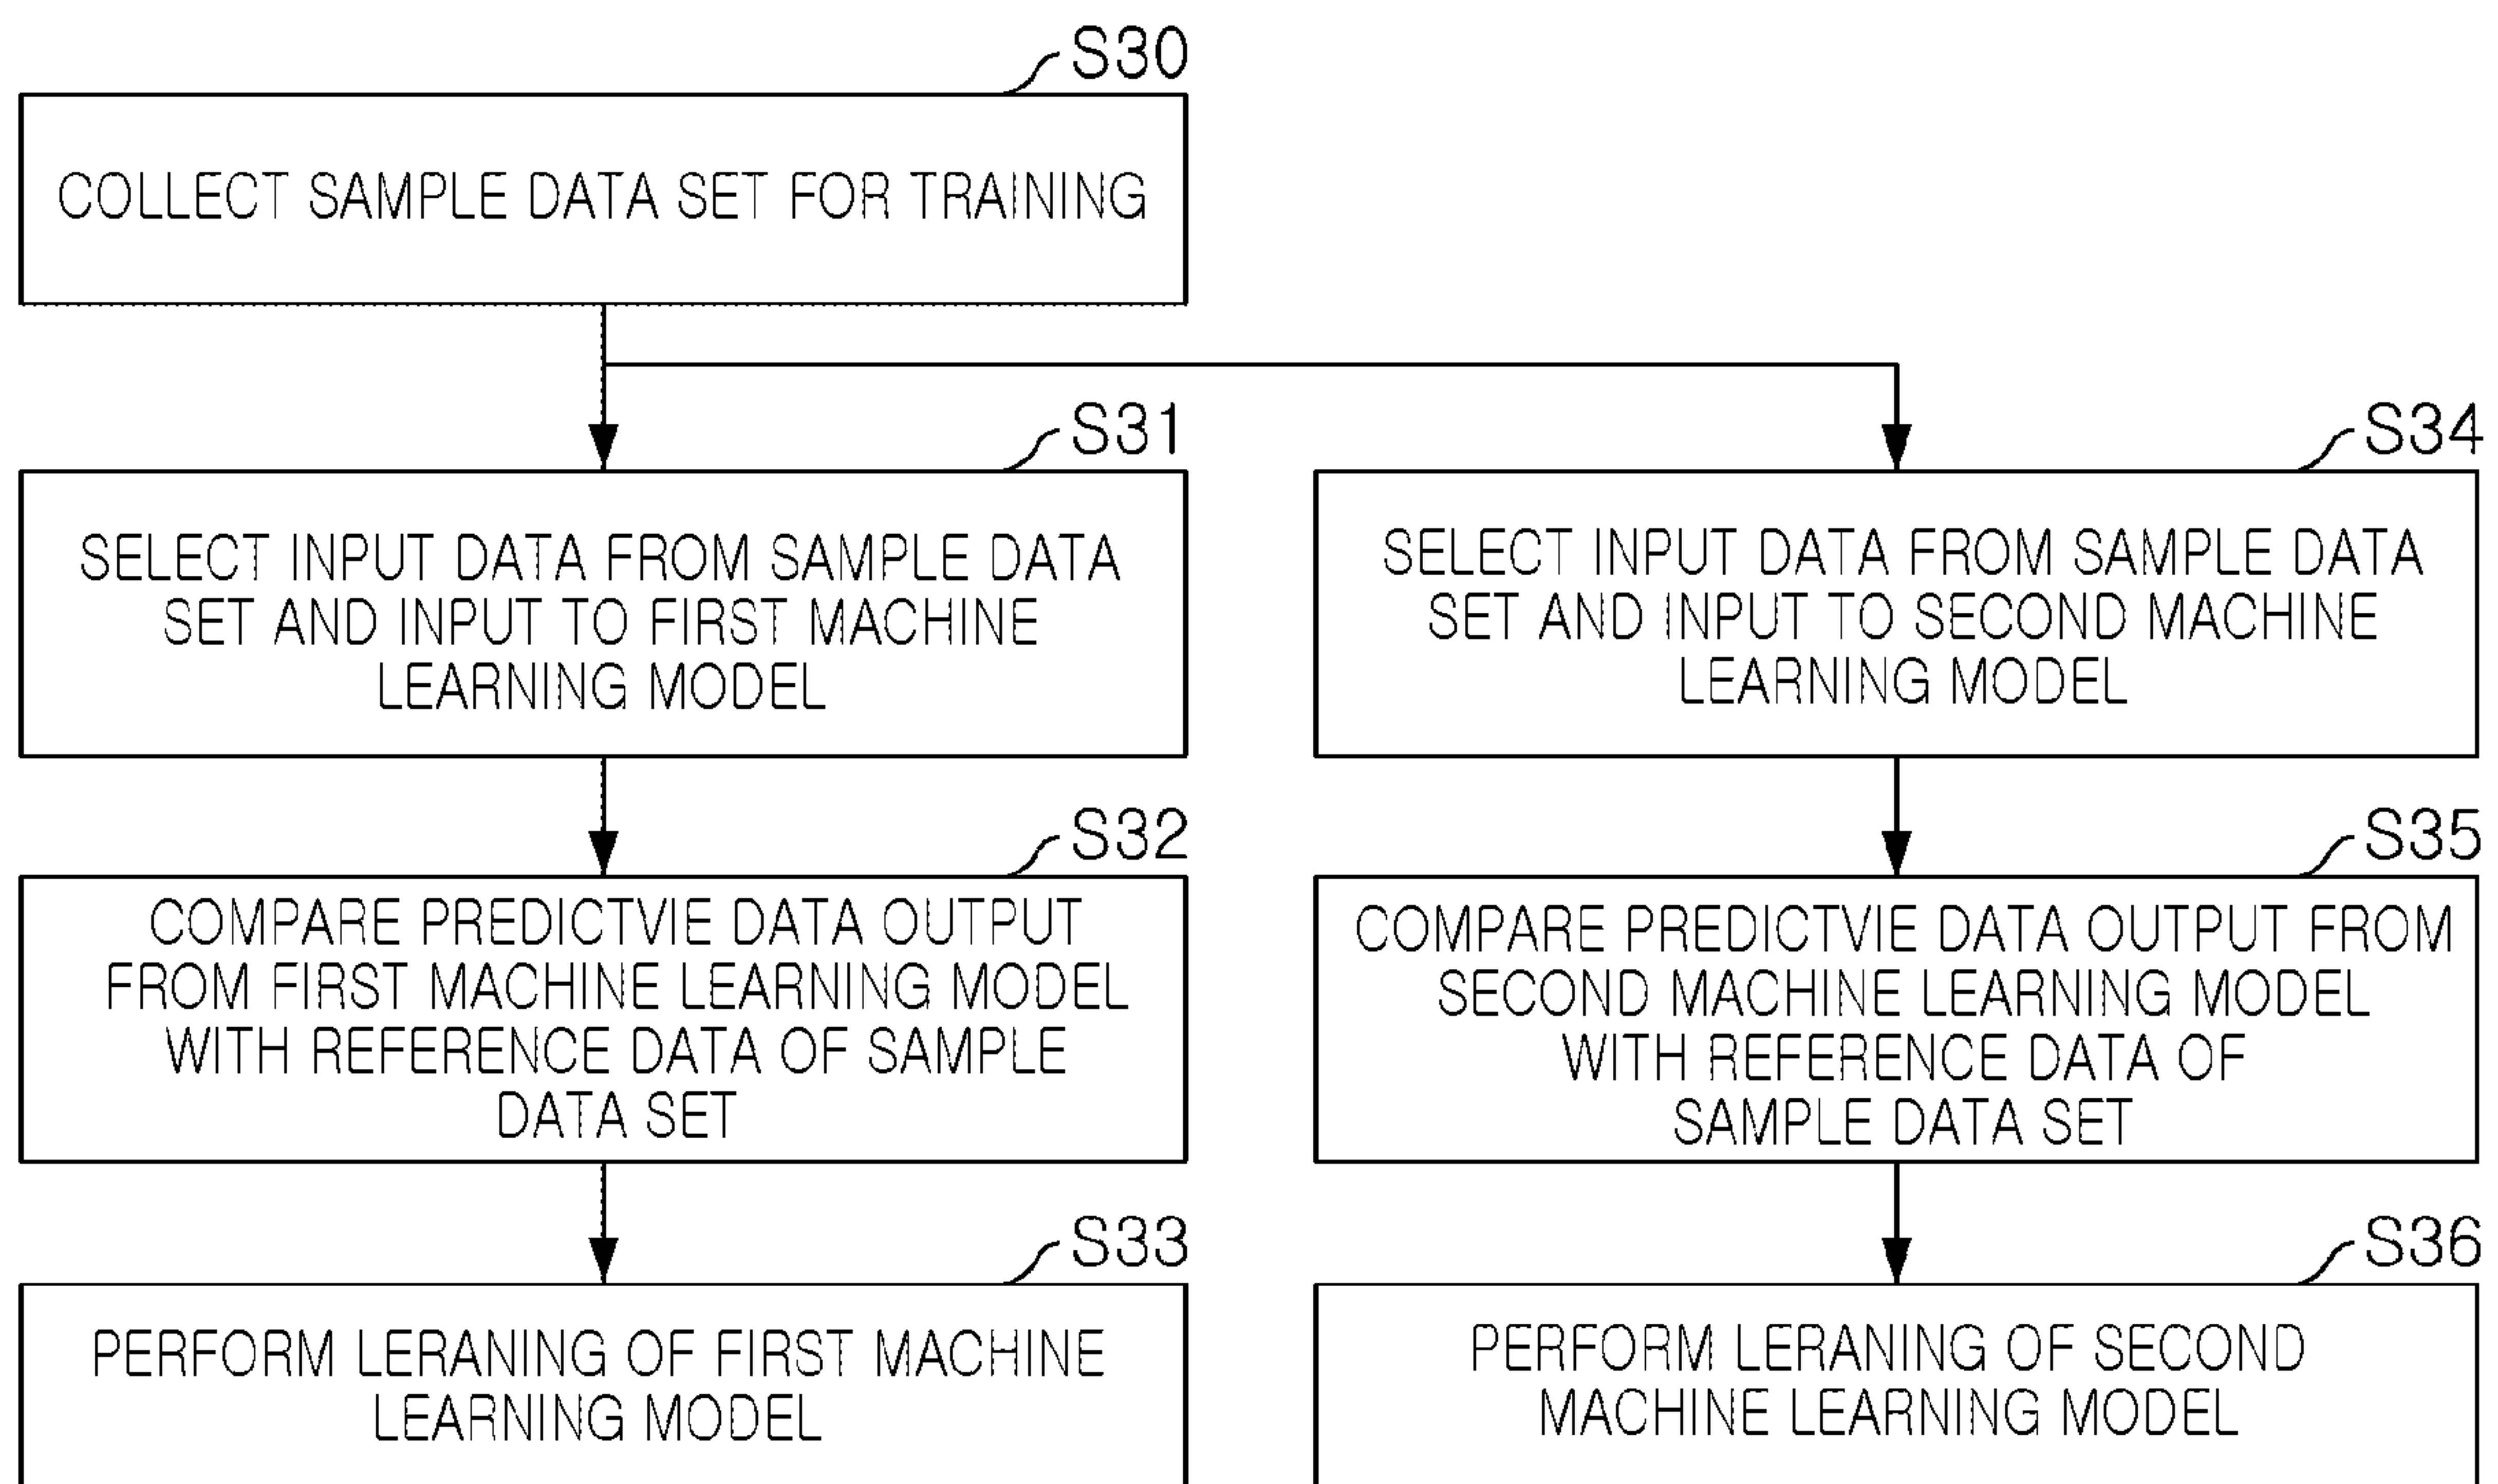 S30
COLLECT SAMPLE DATA SET FOR TRAINING
S31
SELECT INPUT DATA FROM SAMPLE DATA
SET AND INPUT TO FIRST MACHINE
LEARNING MODEL
S32
COMPARE PREDICTVIE DATA OUTPUT
FROM FIRST MACHINE LEARNING MODEL
WITH REFERENCE DATA OF SAMPLE
DATA SET
S33
PERFORM LERANING OF FIRST MACHINE
LEARNING MODEL
S34
SELECT INPUT DATA FROM SAMPLE DATA
SET AND INPUT TO SECOND MACHINE
LEARNING MODEL
S35
COMPARE PREDICTVIE DATA OUTPUT FROM
SECOND MACHINE LEARNING MODEL
WITH REFERENCE DATA OF
SAMPLE DATA SET
S36
PERFORM LERANING OF SECOND
MACHINE LEARNING MODEL